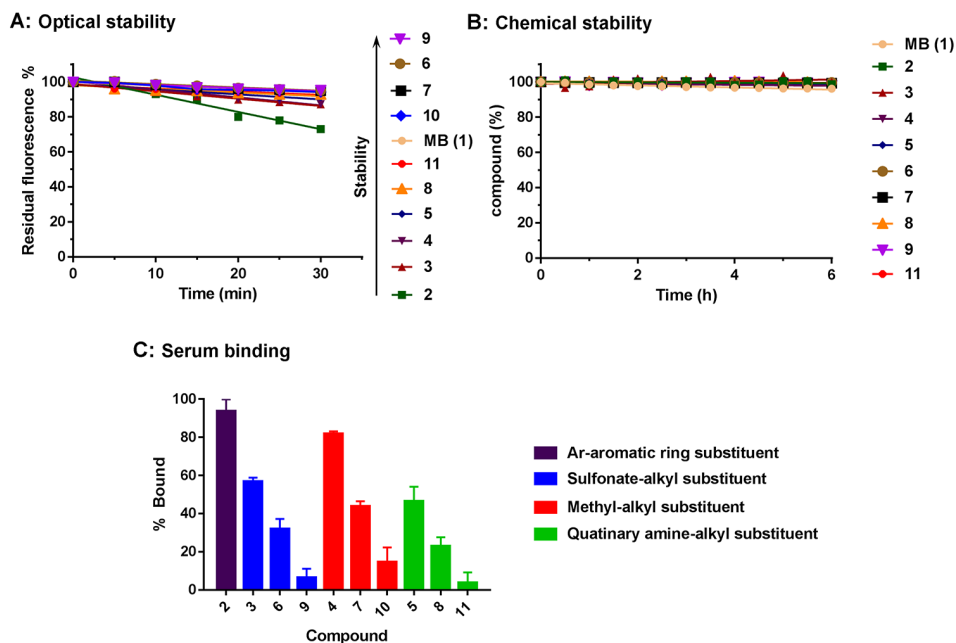 A: Optical stability
Residual fluorescence %
100
80
60
40
20
0
0 10 20 30
Time (min)
Stability
9
6
7
10
MB (1)
11
8
5
4
3
2
B: Chemical stability
compound (%)
100
80
60
40
20
0
0 2 4 6
Time (h)
MB (1)
2
3
4
5
6
7
8
9
11
C: Serum binding
% Bound
100
80
60
40
20
0
2 3 6 9 4 7 10 5 8 11
Compound
Ar-aromatic ring substituent
Sulfonate-alkyl substituent
Methyl-alkyl substituent
Quatinary amine-alkyl substituent